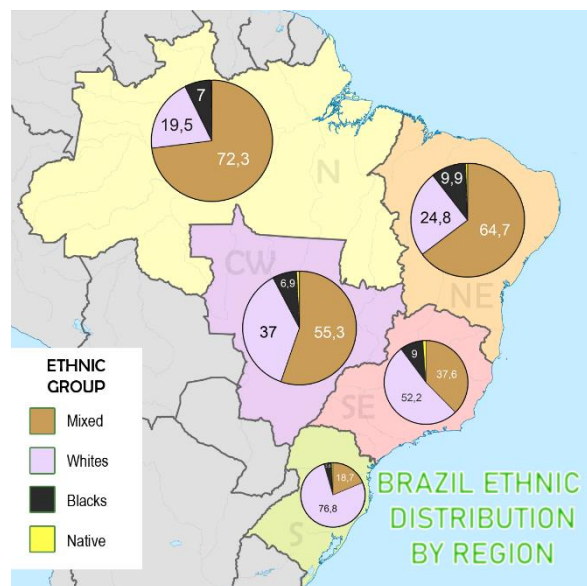 7
19,5
72,3
N
9,9
24,8
64,7
NE
CW
6,9
37
55,3
9
37,6
52,2
SE
18,7
76,8
S
ETHNIC
GROUP
Mixed
Whites
Blacks
Native
BRAZIL ETHNIC
DISTRIBUTION
BY REGION